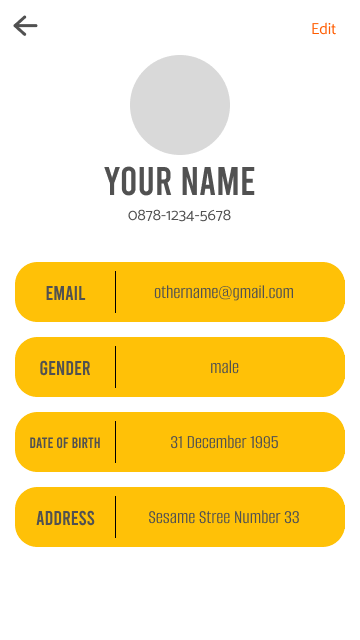 Edit
YOUR NAME
0878-1234-5678
EMAIL othername@gmail.com
GENDER male
DATE OF BIRTH 31 December 1995
ADDRESS Sesame Stree Number 33